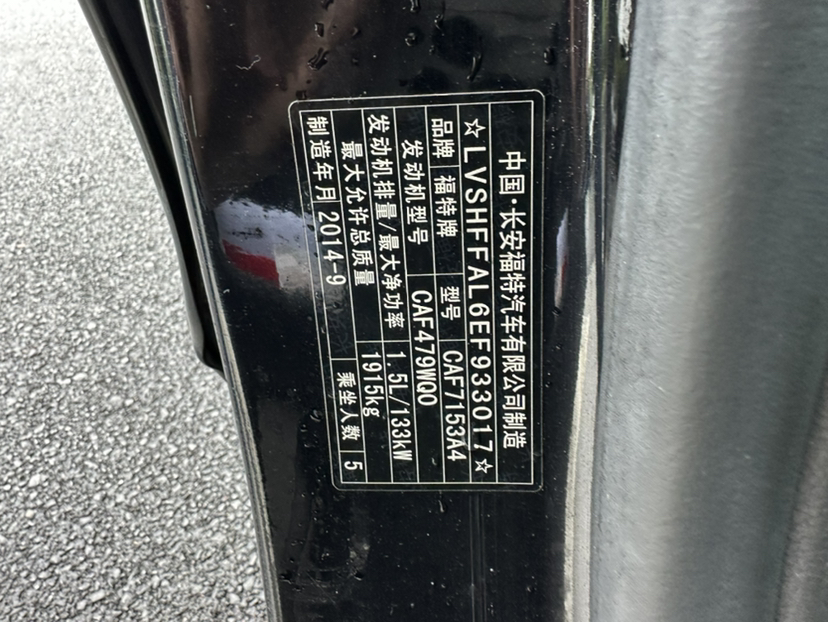 中国·长安福特汽车有限公司制造
☆LVSHFFAL6EF933017☆
品牌 福特牌 型号 CAF7153A4
发动机型号 CAF479WQ0
发动机排量/最大净功率 1.5L/133kW
最大允许总质量 1915kg
制造年月 2014-9 乘坐人数 5